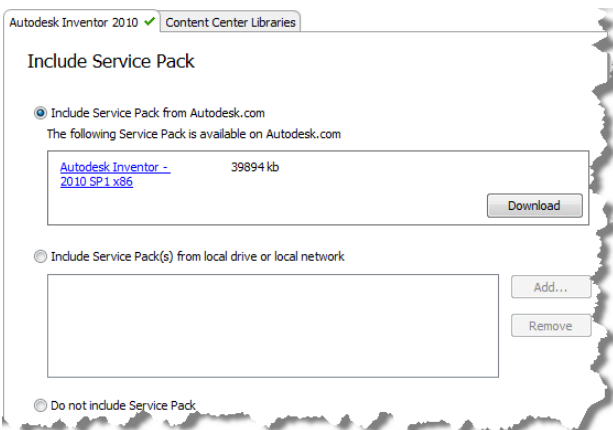 Autodesk Inventor 2010 ✓ Content Center Libraries
Include Service Pack
Include Service Pack from Autodesk.com
The following Service Pack is available on Autodesk.com
Autodesk Inventor - 39894 kb
2010 SP1 x86
Download
Include Service Pack(s) from local drive or local network
Add...
Remove
Do not include Service Pack